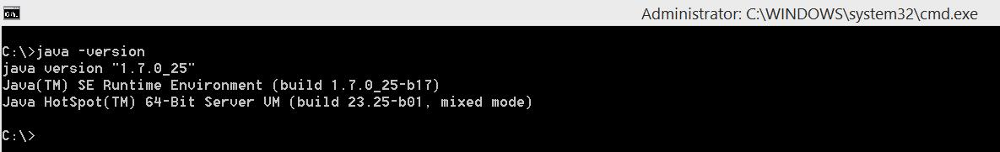 Administrator: C:\WINDOWS\system32\cmd.exe
C:\>java -version
java version "1.7.0_25"
Java(TM) SE Runtime Environment (build 1.7.0_25-b17)
Java HotSpot(TM) 64-Bit Server VM (build 23.25-b01, mixed mode)
C:\>